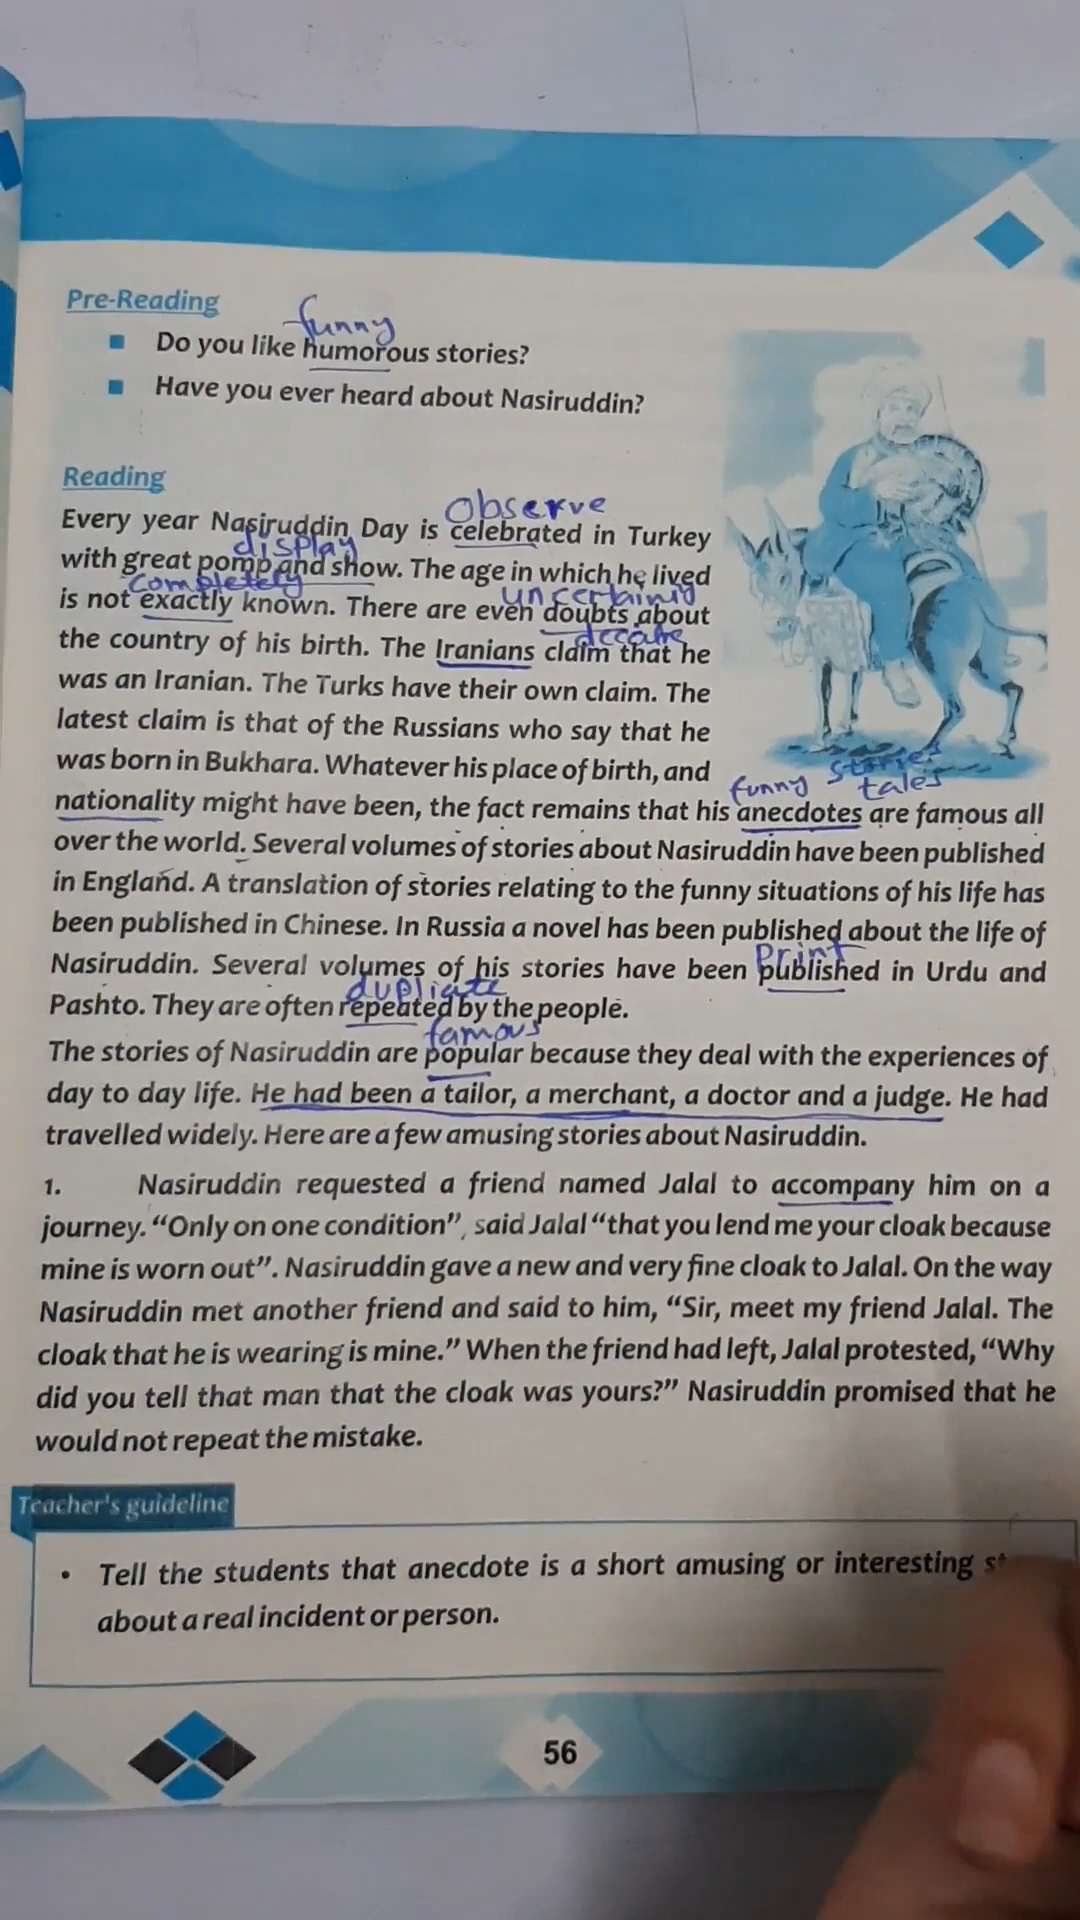 Pre-Reading
funny
Do you like humorous stories?
Have you ever heard about Nasiruddin?
Reading
observe
Every year Nasiruddin Day is celebrated in Turkey
display
with great pomp and show. The age in which he lived
completely uncertainty
is not exactly known. There are even doubts about
the country of his birth. The Iranians claim that he
was an Iranian. The Turks have their own claim. The
latest claim is that of the Russians who say that he
was born in Bukhara. Whatever his place of birth, and
funny stories
tales
nationality might have been, the fact remains that his anecdotes are famous all
over the world. Several volumes of stories about Nasiruddin have been published
in England. A translation of stories relating to the funny situations of his life has
been published in Chinese. In Russia a novel has been published about the life of
print
Nasiruddin. Several volumes of his stories have been published in Urdu and
dupliate
Pashto. They are often repeated by the people.
famous
The stories of Nasiruddin are popular because they deal with the experiences of
day to day life. He had been a tailor, a merchant, a doctor and a judge. He had
travelled widely. Here are a few amusing stories about Nasiruddin.
1. Nasiruddin requested a friend named Jalal to accompany him on a
journey. “Only on one condition”, said Jalal “that you lend me your cloak because
mine is worn out”. Nasiruddin gave a new and very fine cloak to Jalal. On the way
Nasiruddin met another friend and said to him, “Sir, meet my friend Jalal. The
cloak that he is wearing is mine.” When the friend had left, Jalal protested, “Why
did you tell that man that the cloak was yours?” Nasiruddin promised that he
would not repeat the mistake.
Teacher's guideline
• Tell the students that anecdote is a short amusing or interesting
about a real incident or person.
56